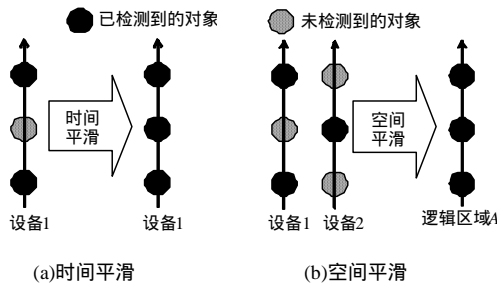 已检测到的对象 未检测到的对象
时间
平滑
空间
平滑
设备1 设备1 设备1 设备2 逻辑区域A
(a)时间平滑 (b)空间平滑